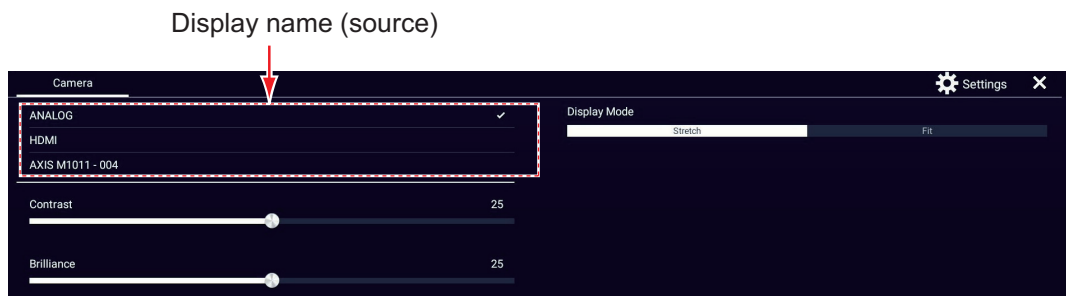 Display name (source)
Camera
Settings
ANALOG
HDMI
AXIS M1011 - 004
Contrast 25
Brilliance 25
Display Mode
Stretch Fit